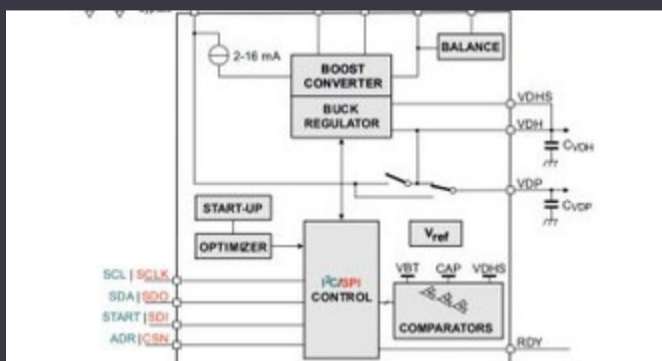 2-16 mA
BALANCE
BOOST
CONVERTER
BUCK
REGULATOR
VDHS
VDH
CVDH
VDP
CVDP
START-UP
OPTIMIZER
Vref
SCL | SCLK
SDA | SDO
START | SDI
ADR | CSN
I²C/SPI
CONTROL
VBT CAP VDHS
COMPARATORS
RDY